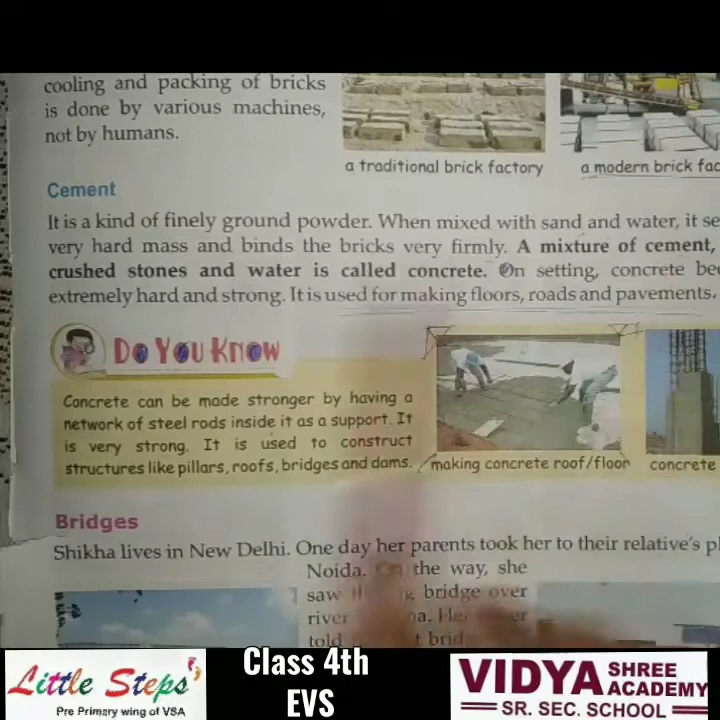 cooling and packing of bricks
is done by various machines,
not by humans.
a traditional brick factory
a modern brick fac
Cement
It is a kind of finely ground powder. When mixed with sand and water, it se
very hard mass and binds the bricks very firmly. A mixture of cement,
crushed stones and water is called concrete. On setting, concrete bec
extremely hard and strong. It is used for making floors, roads and pavements.
Do You Know
Concrete can be made stronger by having a
network of steel rods inside it as a support. It
is very strong. It is used to construct
structures like pillars, roofs, bridges and dams.
making concrete roof/floor
concrete
Bridges
Shikha lives in New Delhi. One day her parents took her to their relative's pl
Noida. On the way, she
saw bridge over
river
told
Little Steps
Pre Primary wing of VSA
Class 4th
EVS
VIDYA SHREE ACADEMY
SR. SEC. SCHOOL